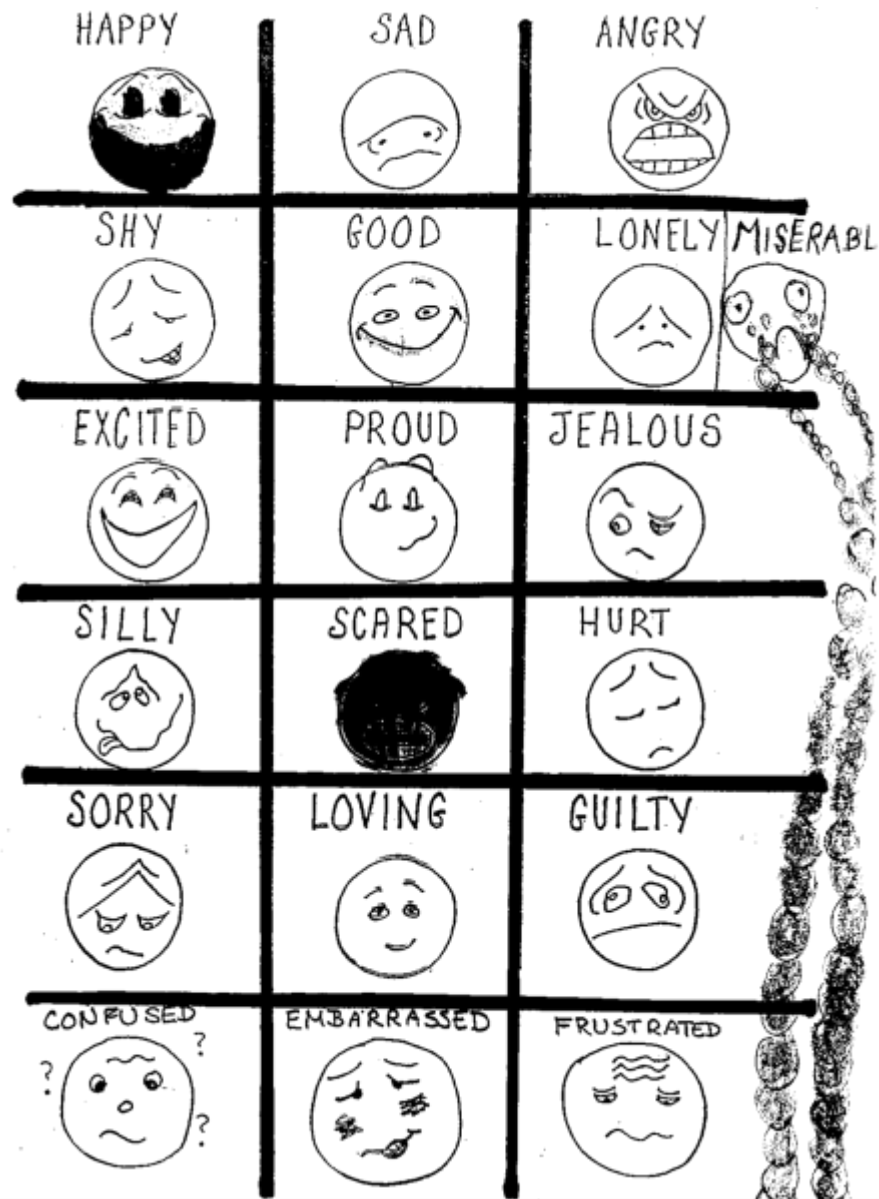 HAPPY SAD ANGRY
SHY GOOD LONELY MISERABL
EXCITED PROUD JEALOUS
SILLY SCARED HURT
SORRY LOVING GUILTY
CONFUSED EMBARRASSED FRUSTRATED
? ?
?